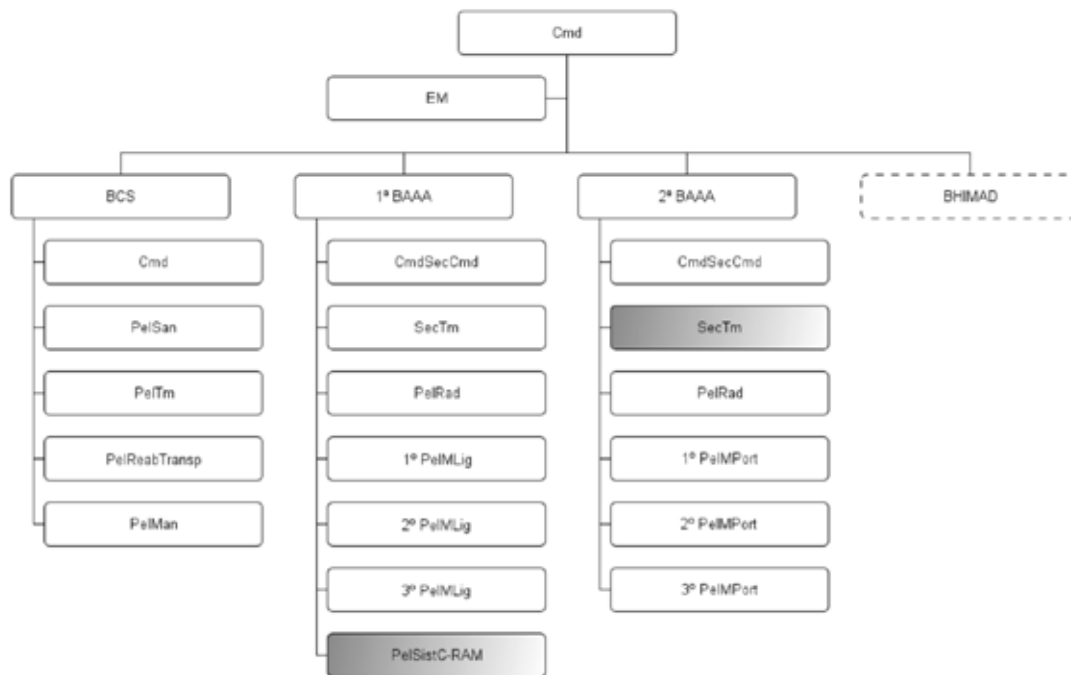 Cmd
EM
BCS
1ª BAAA
2ª BAAA
BHIMAD
Cmd
CmdSecCmd
CmdSecCmd
PelSan
SecTm
SecTm
PelTm
PelRad
PelRad
PelReabTransp
1º PelMLig
1º PelMPort
PelMan
2º PelMLig
2º PelMPort
3º PelMLig
3º PelMPort
PelSistC-RAM